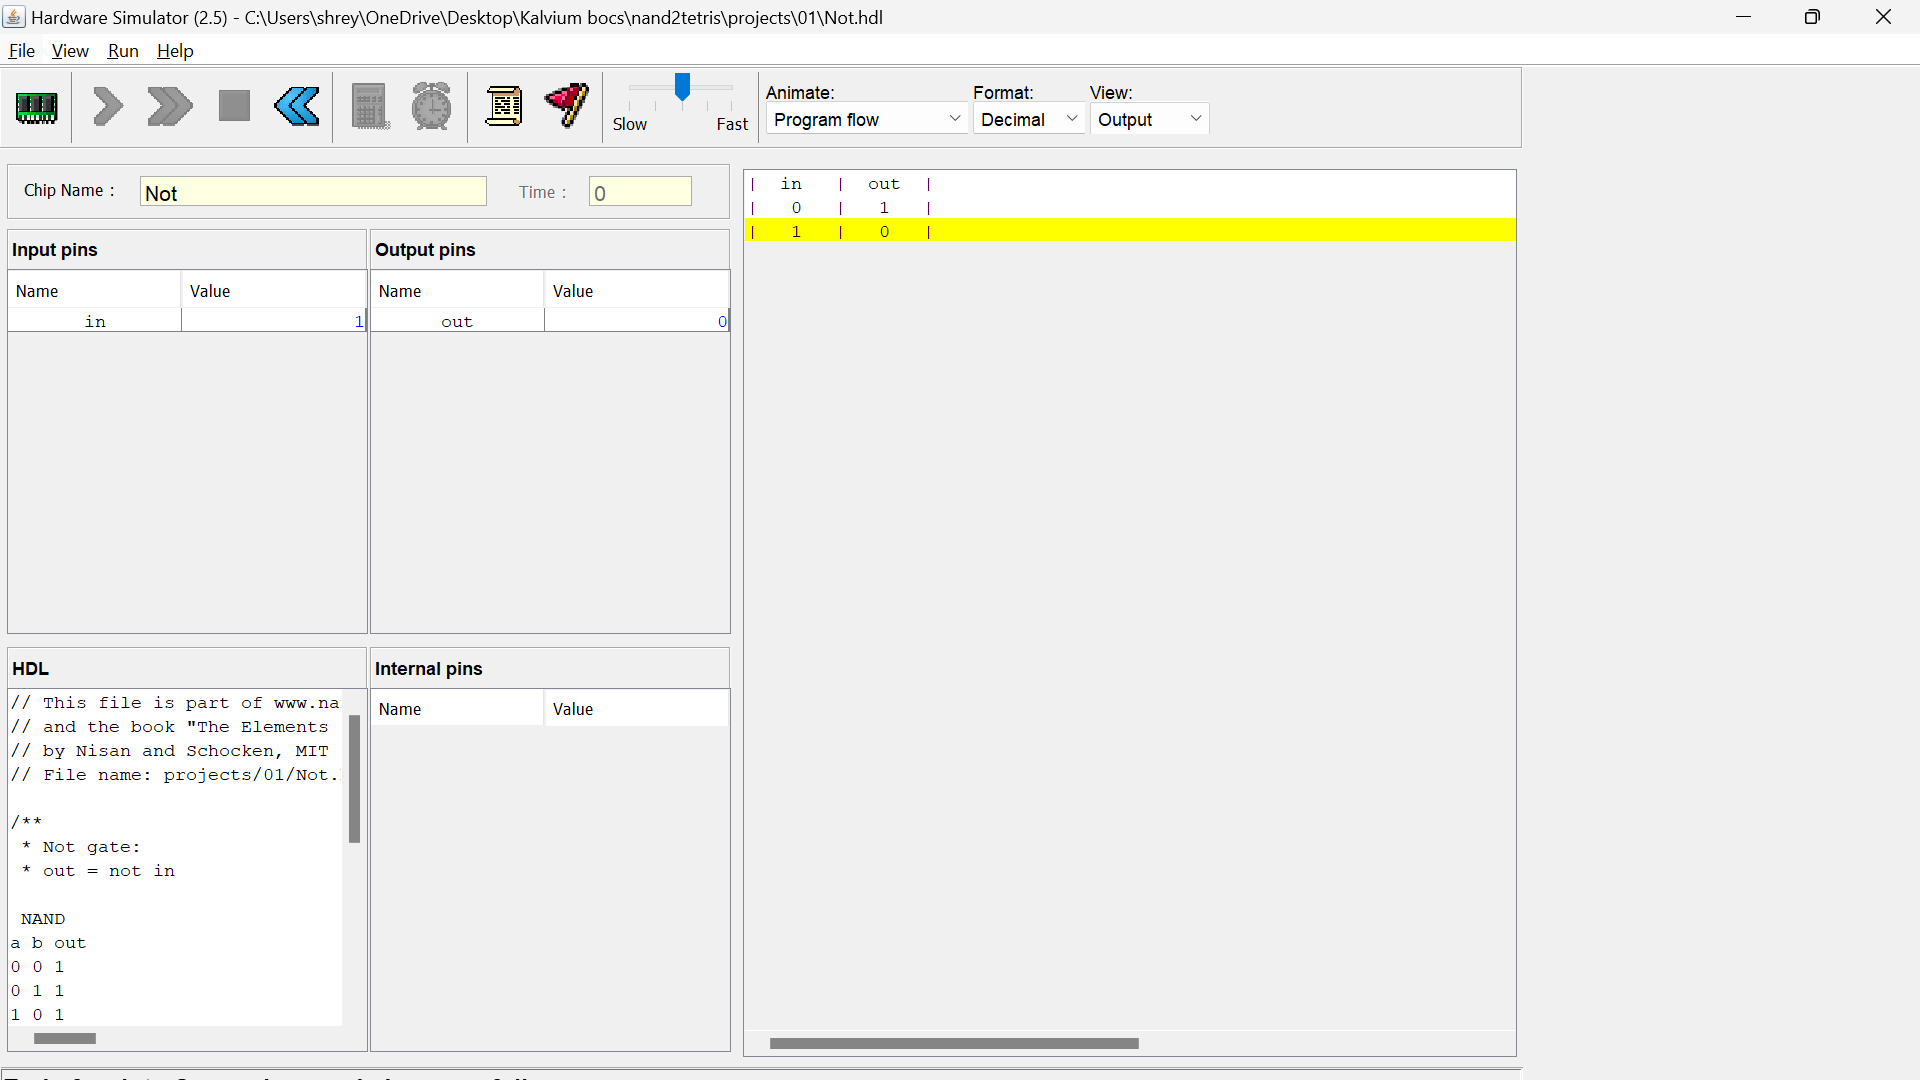 Hardware Simulator (2.5) - C:\Users\shrey\OneDrive\Desktop\Kalvium bocs\nand2tetris\projects\01\Not.hdl
File View Run Help
Animate: Format: View:
Slow Fast Program flow Decimal Output
Chip Name : Not Time : 0
Input pins Output pins
Name Value Name Value
in 1 out 0
| in | out |
| 0 | 1 |
| 1 | 0 |
HDL
// This file is part of www.na
// and the book "The Elements
// by Nisan and Schocken, MIT
// File name: projects/01/Not.
/**
* Not gate:
* out = not in
NAND
a b out
0 0 1
0 1 1
1 0 1
Internal pins
Name Value